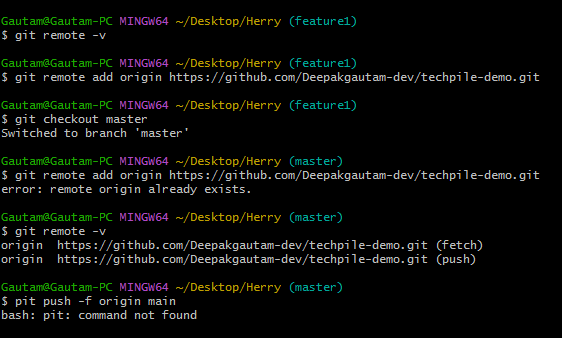 Gautam@Gautam-PC MINGW64 ~/Desktop/Herry (feature1)
$ git remote -v
Gautam@Gautam-PC MINGW64 ~/Desktop/Herry (feature1)
$ git remote add origin https://github.com/Deepakgautam-dev/techpile-demo.git
Gautam@Gautam-PC MINGW64 ~/Desktop/Herry (feature1)
$ git checkout master
Switched to branch 'master'
Gautam@Gautam-PC MINGW64 ~/Desktop/Herry (master)
$ git remote add origin https://github.com/Deepakgautam-dev/techpile-demo.git
error: remote origin already exists.
Gautam@Gautam-PC MINGW64 ~/Desktop/Herry (master)
$ git remote -v
origin  https://github.com/Deepakgautam-dev/techpile-demo.git (fetch)
origin  https://github.com/Deepakgautam-dev/techpile-demo.git (push)
Gautam@Gautam-PC MINGW64 ~/Desktop/Herry (master)
$ pit push -f origin main
bash: pit: command not found